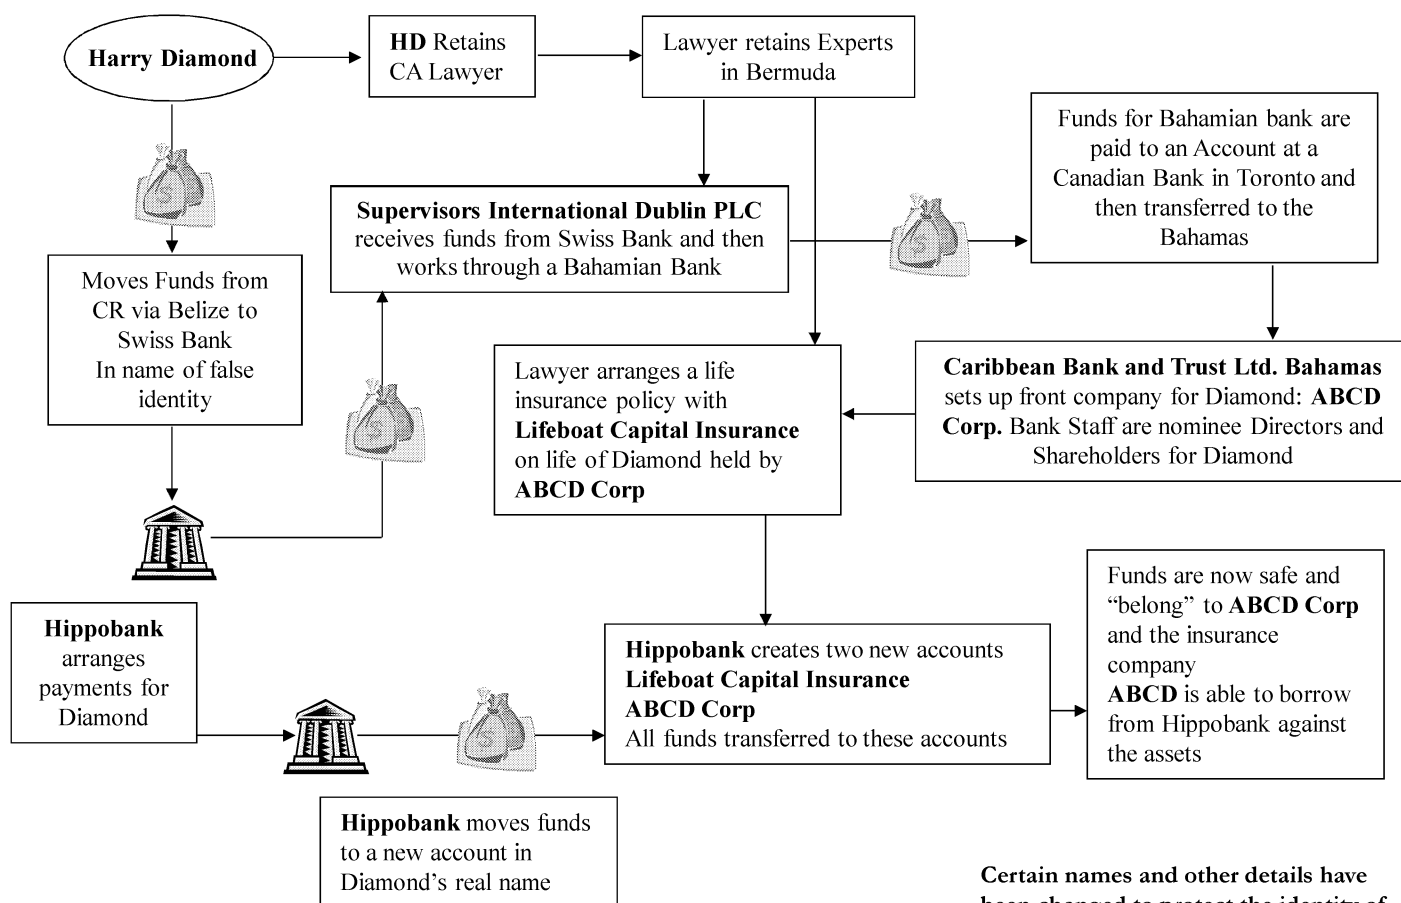 Harry Diamond
HD Retains
CA Lawyer
Lawyer retains Experts
in Bermuda
Funds for Bahamian bank are
paid to an Account at a
Canadian Bank in Toronto and
then transferred to the
Bahamas
Supervisors International Dublin PLC
receives funds from Swiss Bank and then
works through a Bahamian Bank
Moves Funds from
CR via Belize to
Swiss Bank
In name of false
identity
Lawyer arranges a life
insurance policy with
Lifeboat Capital Insurance
on life of Diamond held by
ABCD Corp
Caribbean Bank and Trust Ltd. Bahamas
sets up front company for Diamond: ABCD
Corp. Bank Staff are nominee Directors and
Shareholders for Diamond
Hippobank
arranges
payments for
Diamond
Hippobank creates two new accounts
Lifeboat Capital Insurance
ABCD Corp
All funds transferred to these accounts
Funds are now safe and
“belong” to ABCD Corp
and the insurance
company
ABCD is able to borrow
from Hippobank against
the assets
Hippobank moves funds
to a new account in
Diamond’s real name
Certain names and other details have
been changed to protect the identity of